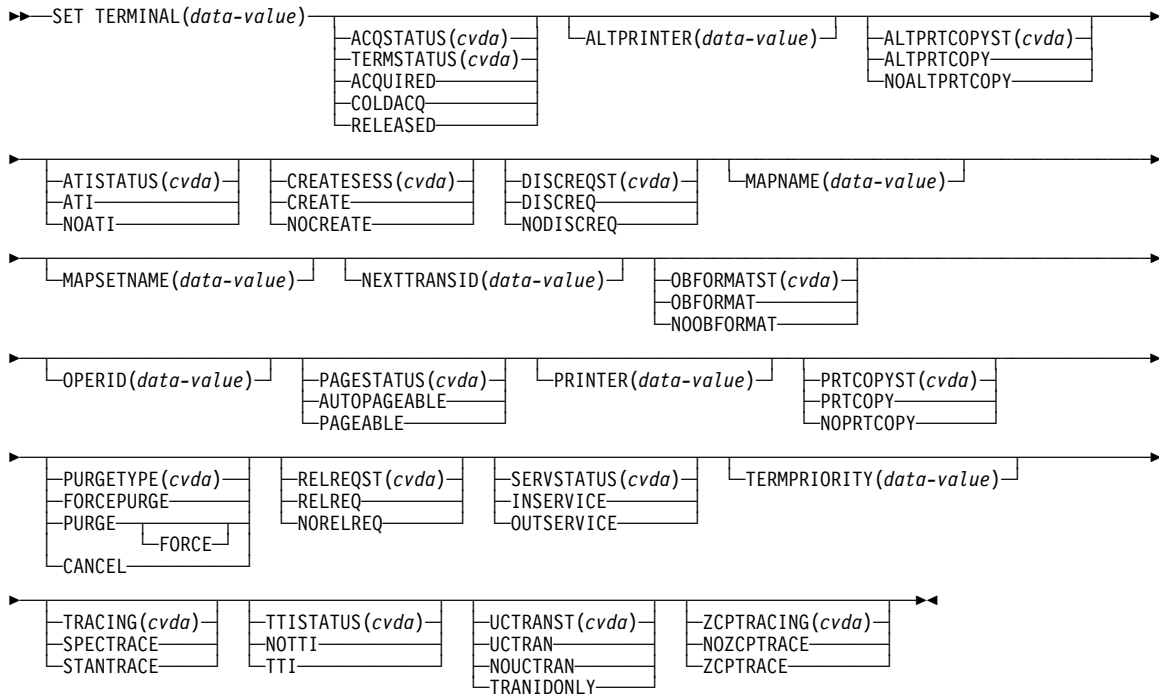 SET TERMINAL(data-value)
ACQSTATUS(cvda)
TERMSTATUS(cvda)
ACQUIRED
COLDACQ
RELEASED
ALTPRINTER(data-value)
ALTPRTCOPYST(cvda)
ALTPRTCOPY
NOALTPRTCOPY
ATISTATUS(cvda)
ATI
NOATI
CREATESESS(cvda)
CREATE
NOCREATE
DISCREQST(cvda)
DISCREQ
NODISCREQ
MAPNAME(data-value)
MAPSETNAME(data-value)
NEXTTRANSID(data-value)
OBFORMATST(cvda)
OBFORMAT
NOOBFORMAT
OPERID(data-value)
PAGESTATUS(cvda)
AUTOPAGEABLE
PAGEABLE
PRINTER(data-value)
PRTCOPYST(cvda)
PRTCOPY
NOPRTCOPY
PURGETYPE(cvda)
FORCEPURGE
PURGE
FORCE
CANCEL
RELREQST(cvda)
RELREQ
NORELREQ
SERVSTATUS(cvda)
INSERVICE
OUTSERVICE
TERMPRIORITY(data-value)
TRACING(cvda)
SPECTRACE
STANTRACE
TTISTATUS(cvda)
NOTTI
TTI
UCTRANST(cvda)
UCTRAN
NOUCTRAN
TRANIDONLY
ZCPTRACING(cvda)
NOZCPTRACE
ZCPTRACE